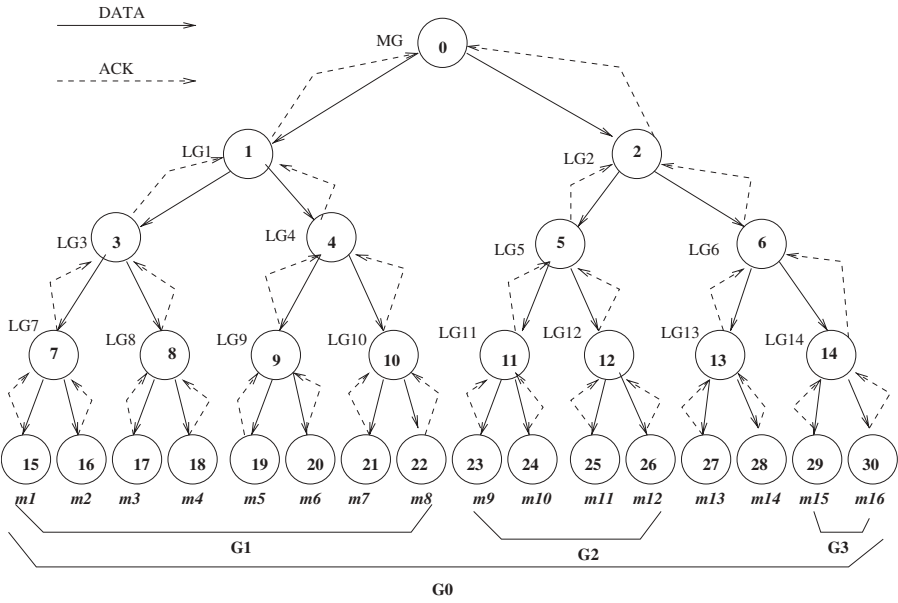 DATA
ACK
MG
0
LG1
1
LG2
2
LG3
3
LG4
4
LG5
5
LG6
6
LG7
7
LG8
8
LG9
9
LG10
10
LG11
11
LG12
12
LG13
13
LG14
14
15 16 17 18 19 20 21 22 23 24 25 26 27 28 29 30
m1 m2 m3 m4 m5 m6 m7 m8 m9 m10 m11 m12 m13 m14 m15 m16
G1 G2 G3
G0